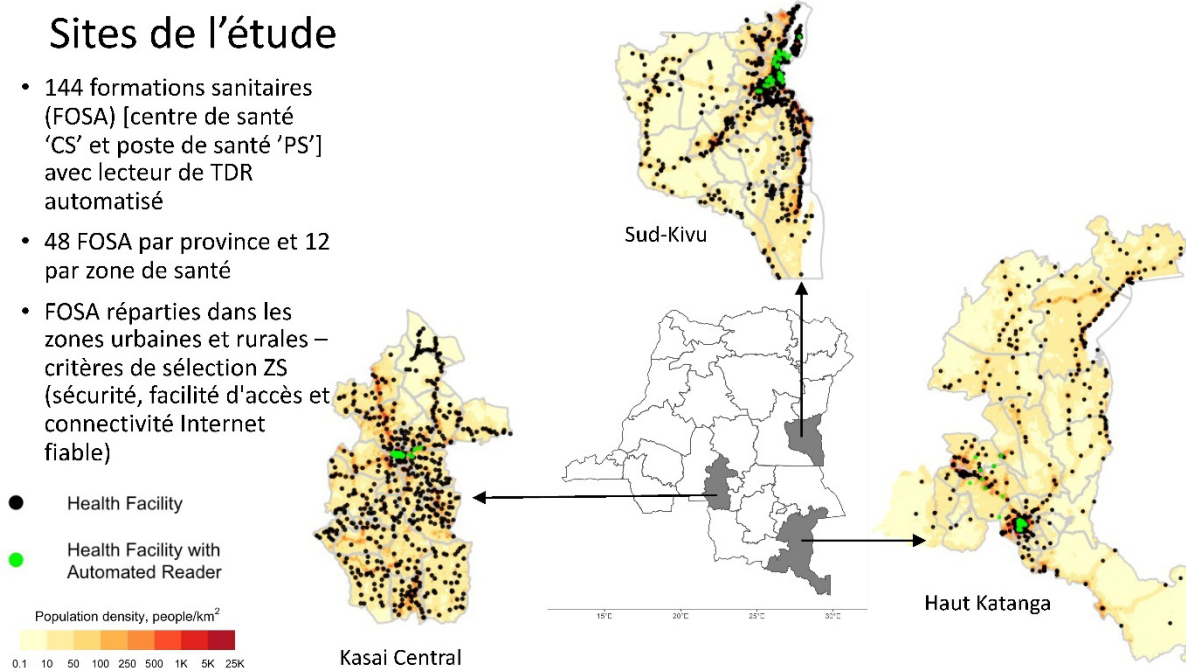 Sites de l’étude
• 144 formations sanitaires
(FOSA) [centre de santé
‘CS’ et poste de santé ’PS’]
avec lecteur de TDR
automatisé
• 48 FOSA par province et 12
par zone de santé
• FOSA réparties dans les
zones urbaines et rurales –
critères de sélection ZS
(sécurité, facilité d'accès et
connectivité Internet
fiable)
Health Facility
Health Facility with
Automated Reader
Population density, people/km²
0.1 10 50 100 250 500 1K 5K 25K
Kasai Central
Sud-Kivu
15°E 20°E 25°E 30°E
Haut Katanga